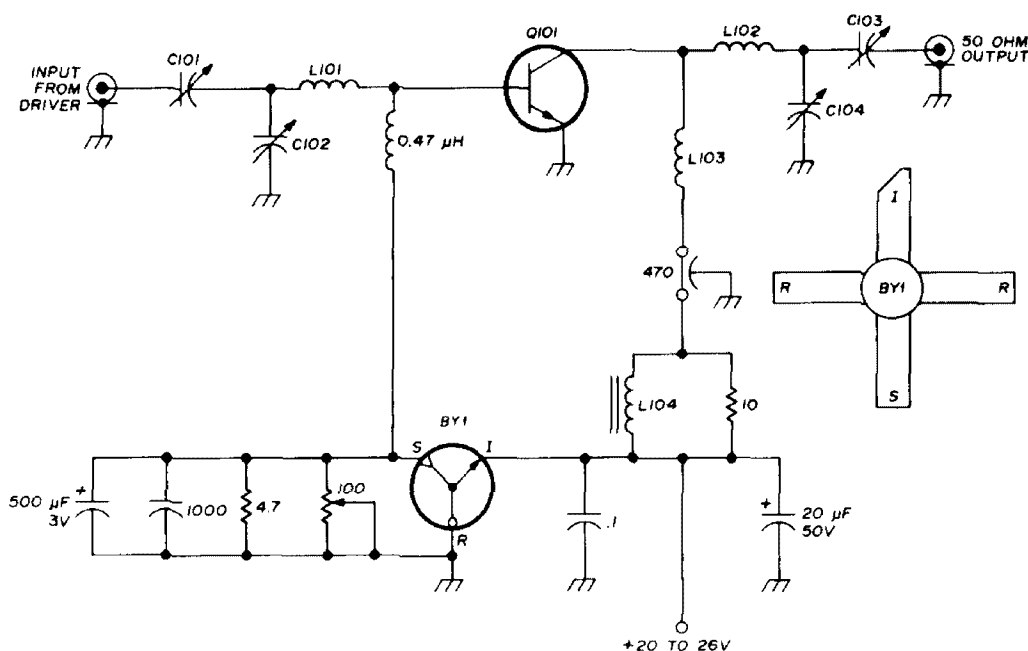 Q101
C103
L102
50 OHM
OUTPUT
C101
INPUT
FROM
DRIVER
L101
C102
C104
0.47 µH
L103
I
470
R
BY1
R
S
L104
10
BY1
S
I
500 µF
3V
+
1000
4.7
100
R
.1
+
20 µF
50V
+20 TO 26V